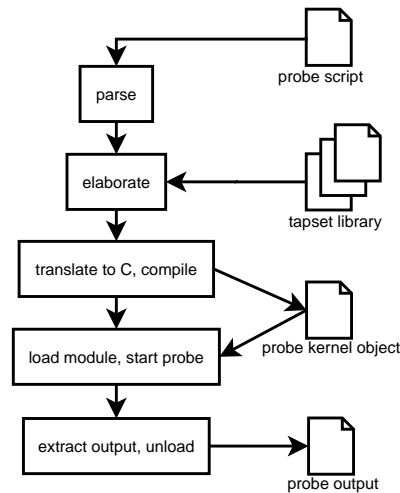 probe script
parse
elaborate
tapset library
translate to C, compile
probe kernel object
load module, start probe
extract output, unload
probe output